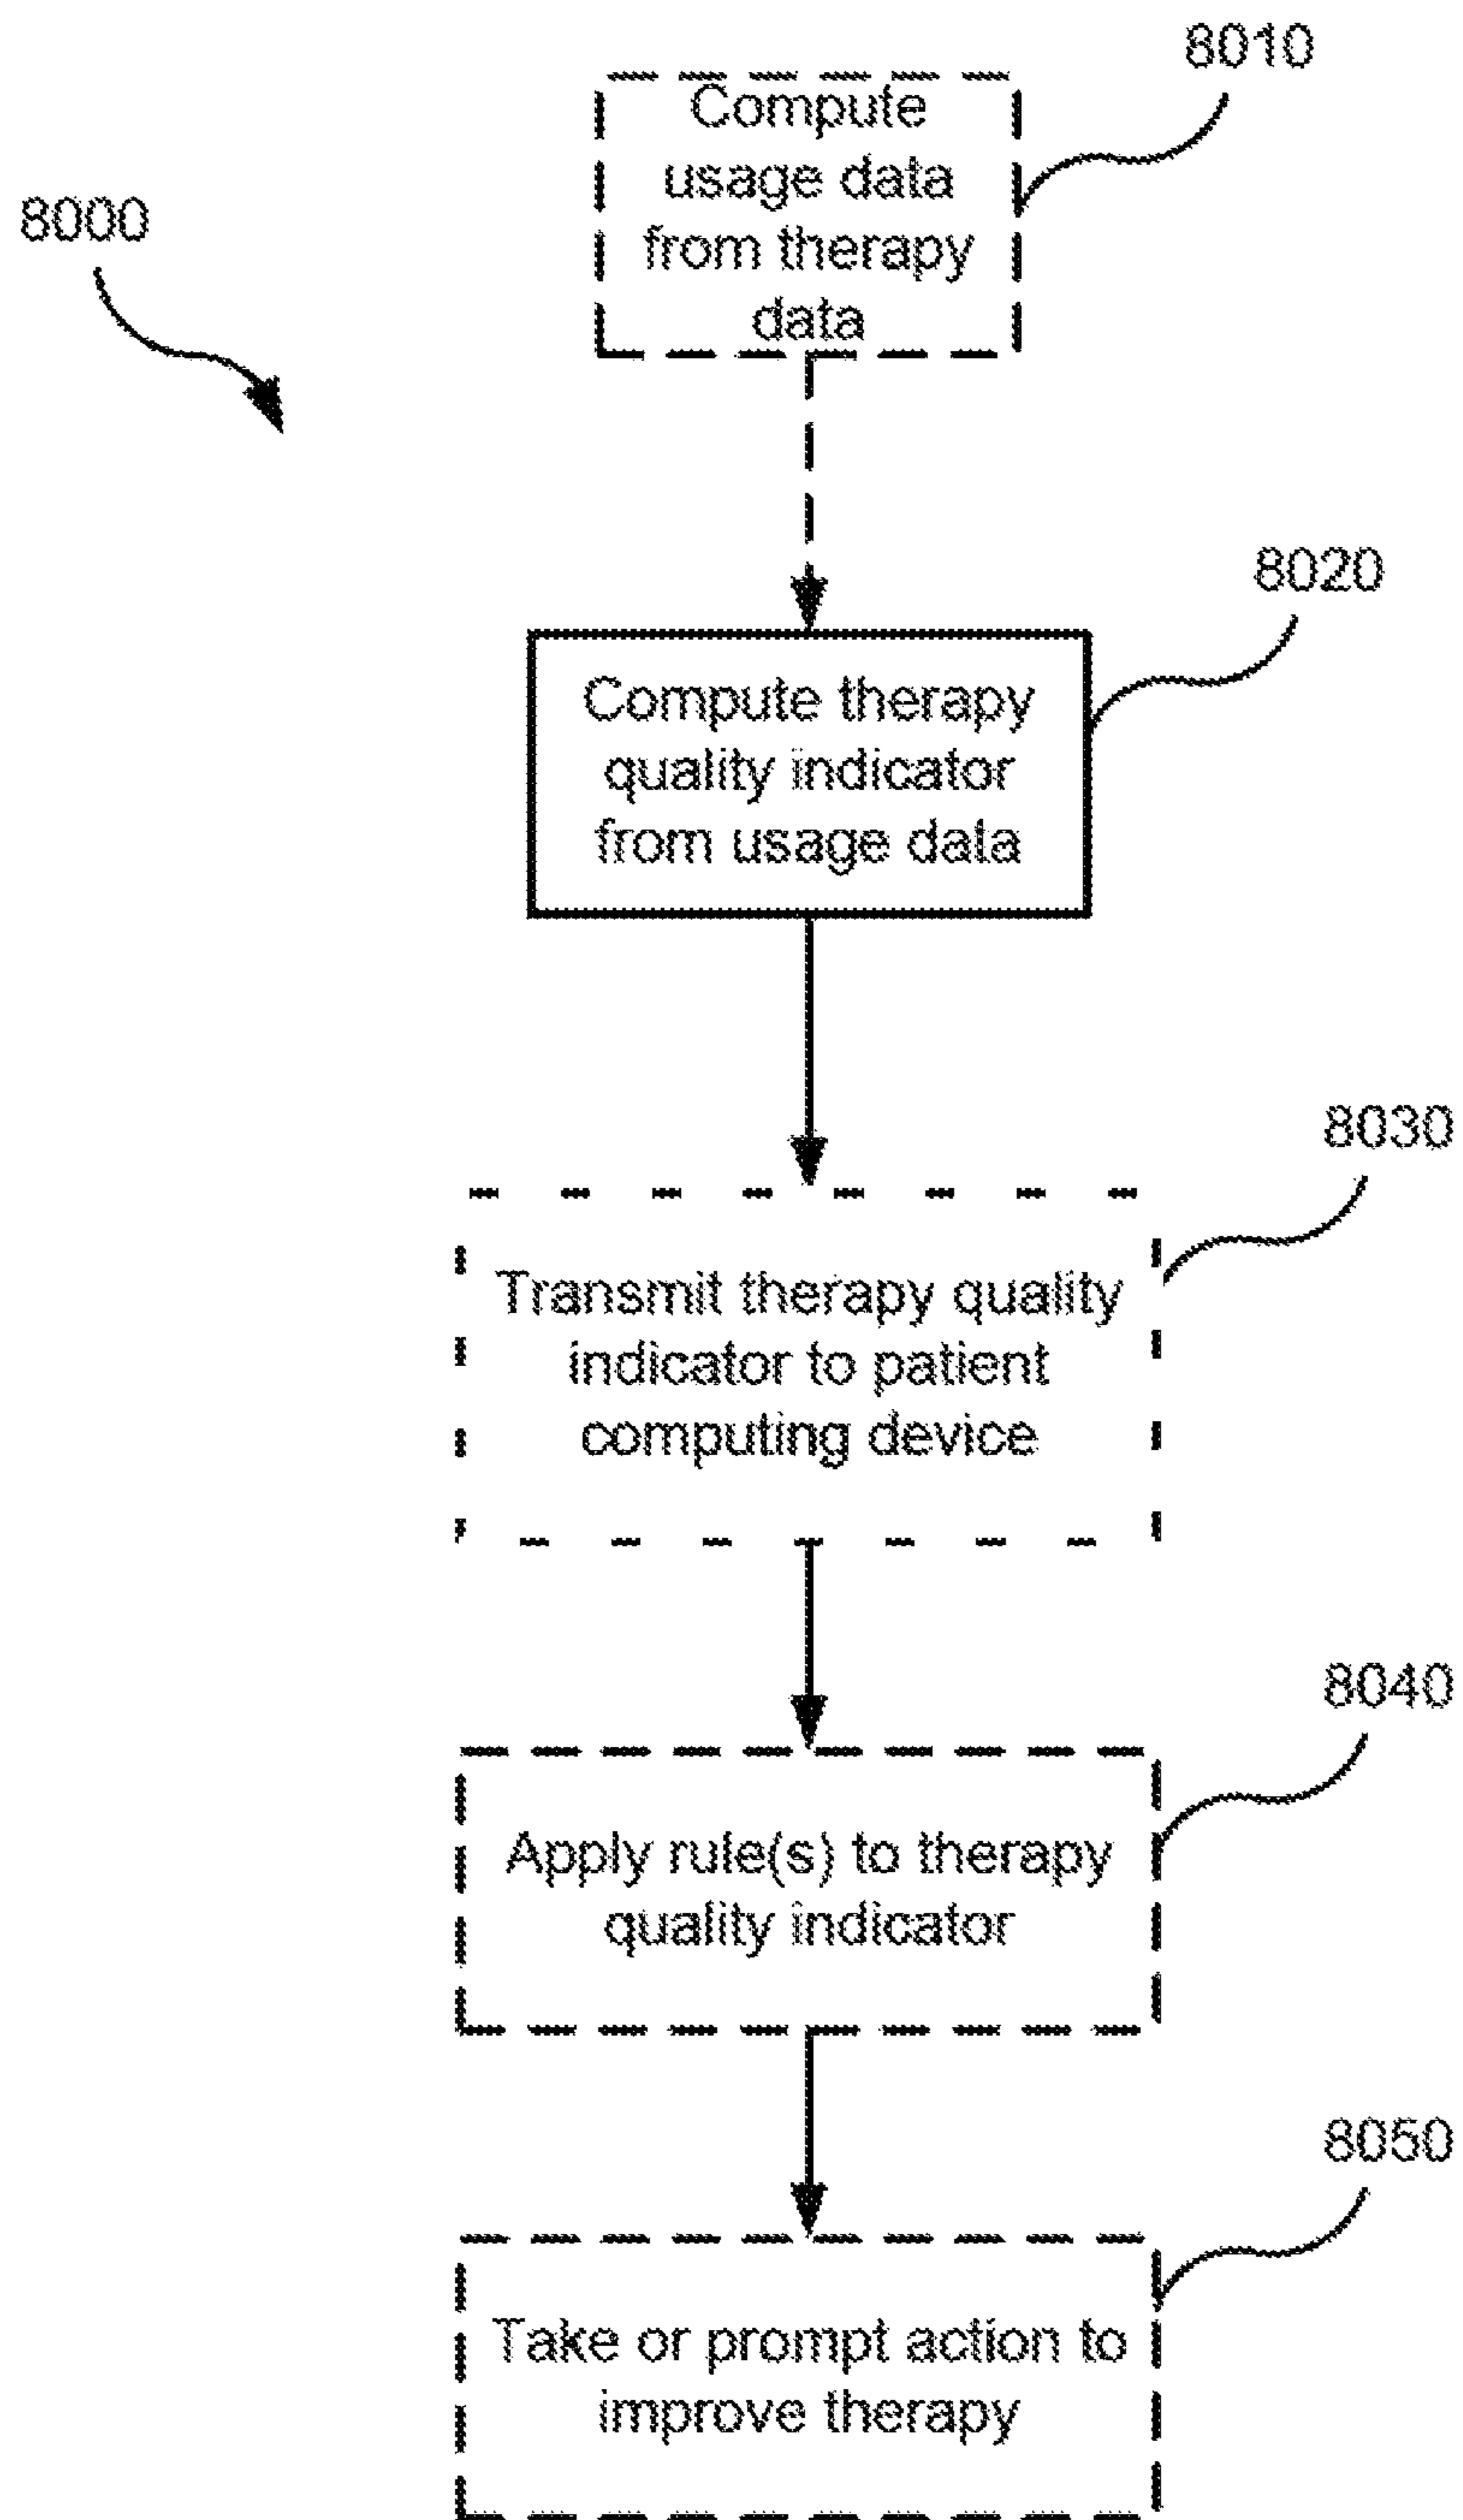 8010
Compute
usage data
from therapy
data
8000
8020
Compute therapy
quality indicator
from usage data
8030
Transmit therapy quality
indicator to patient
computing device
8040
Apply rule(s) to therapy
quality indicator
8050
Take or prompt action to
improve therapy